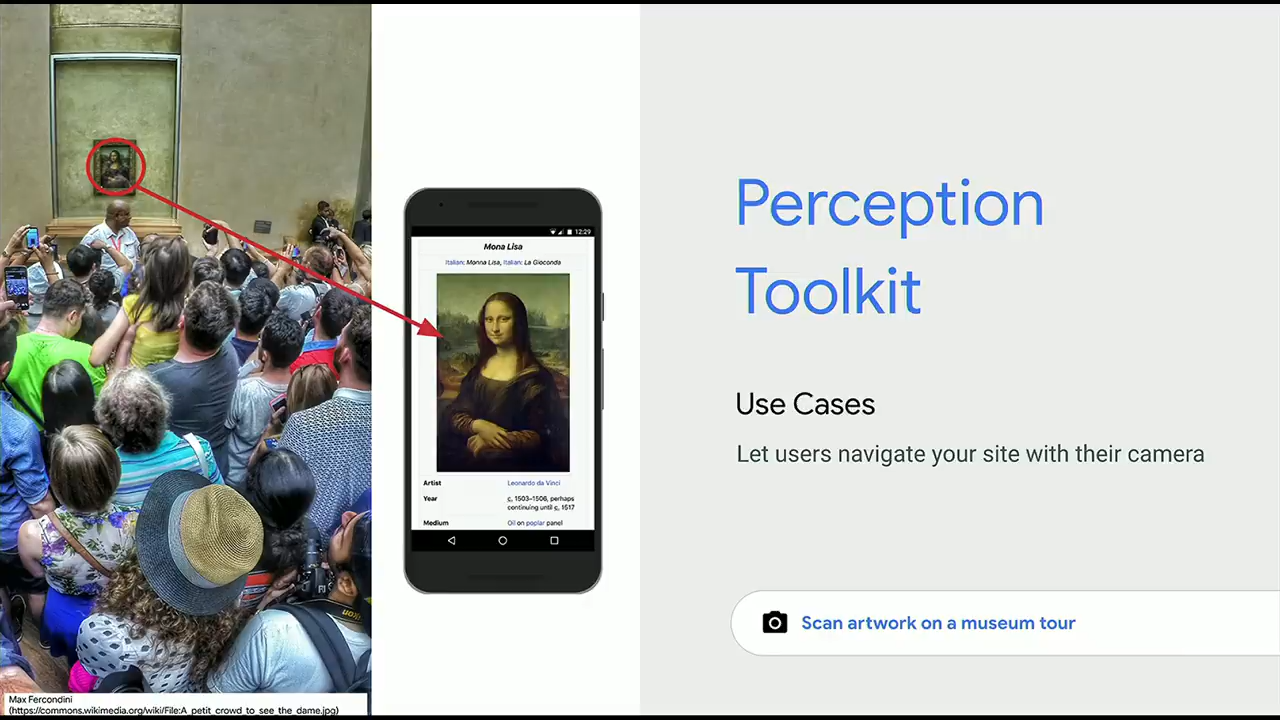 Max Fercondini
(https://commons.wikimedia.org/wiki/File:A_petit_crowd_to_see_the_dame.jpg)
12:29
Mona Lisa
Italian: Monna Lisa, Italian: La Gioconda
Artist Leonardo da Vinci
Year c. 1503–1506, perhaps
continuing until c. 1517
Medium Oil on poplar panel
Perception
Toolkit
Use Cases
Let users navigate your site with their camera
Scan artwork on a museum tour